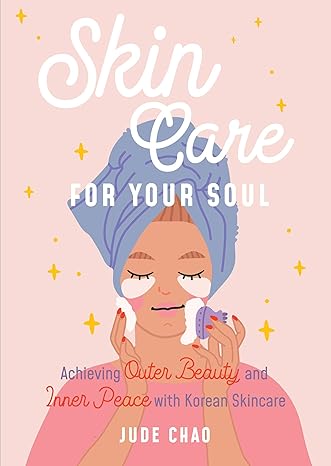 Skin
Care
FOR YOUR SOUL
Achieving Outer Beauty and
Inner Peace with Korean Skincare
JUDE CHAO